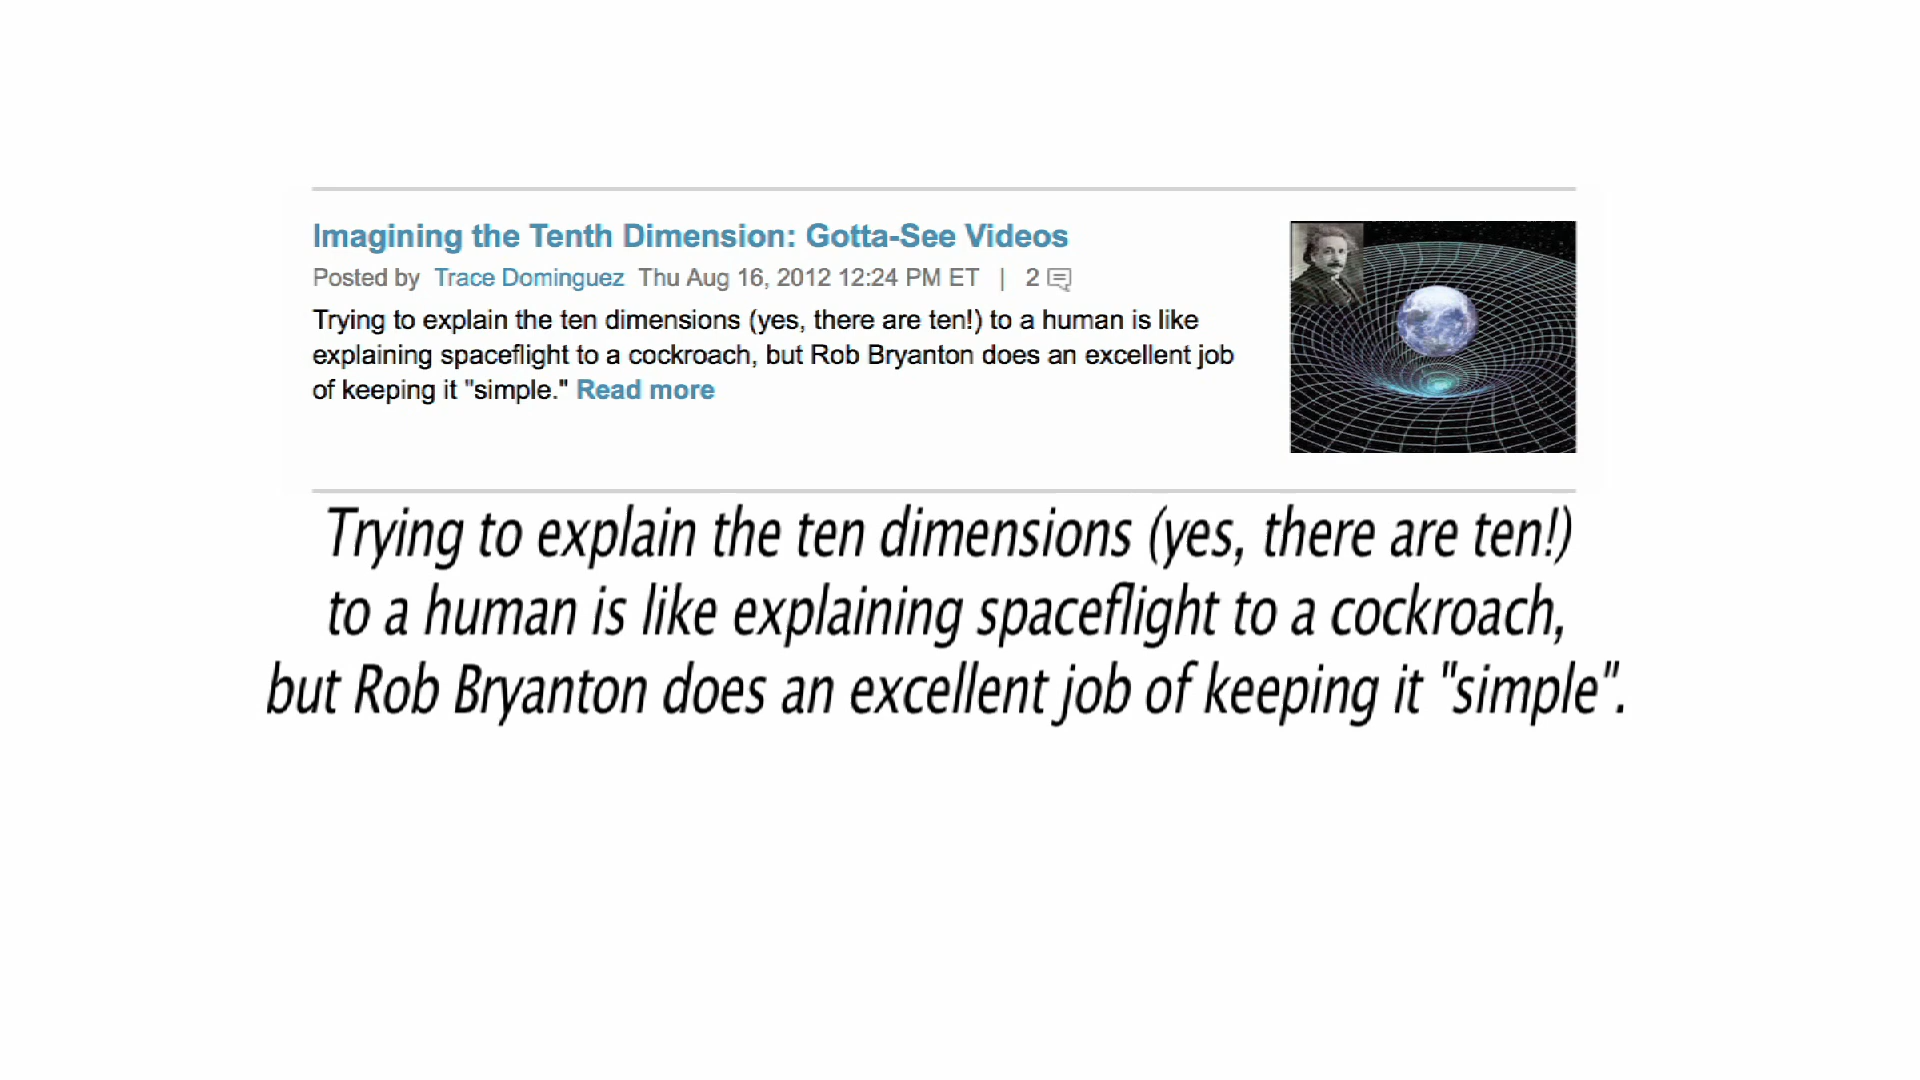 Imagining the Tenth Dimension: Gotta-See Videos
Posted by Trace Dominguez Thu Aug 16, 2012 12:24 PM ET | 2
Trying to explain the ten dimensions (yes, there are ten!) to a human is like
explaining spaceflight to a cockroach, but Rob Bryanton does an excellent job
of keeping it "simple." Read more
Trying to explain the ten dimensions (yes, there are ten!)
to a human is like explaining spaceflight to a cockroach,
but Rob Bryanton does an excellent job of keeping it "simple".